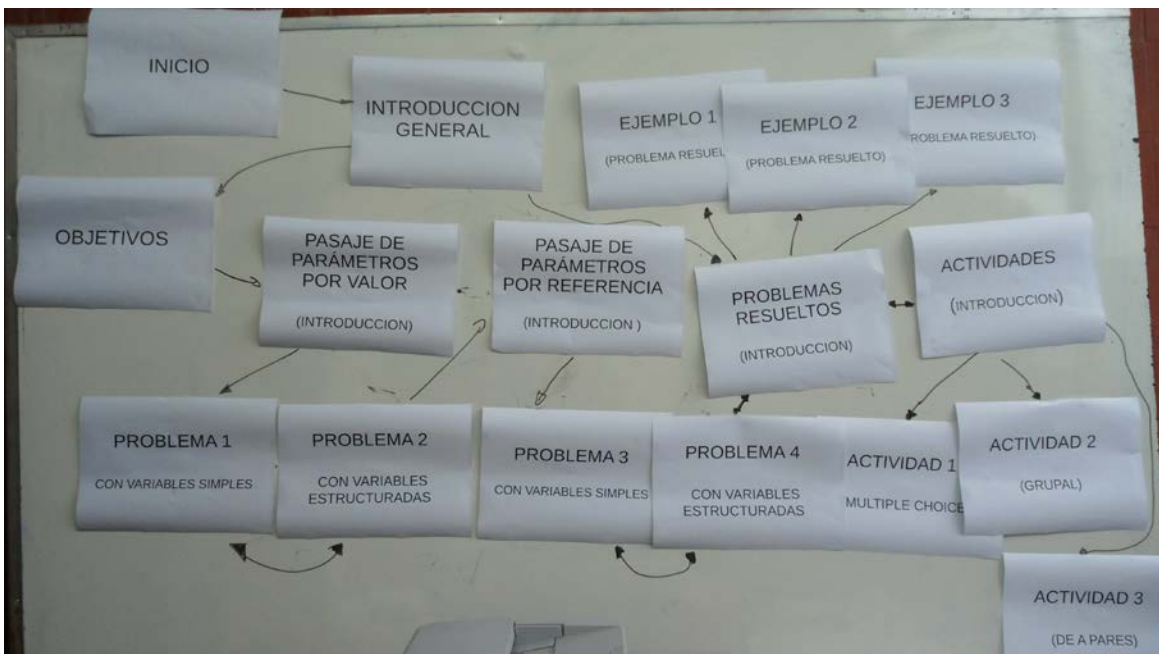 INICIO
INTRODUCCION
GENERAL
EJEMPLO 1
(PROBLEMA RESUEL
EJEMPLO 2
(PROBLEMA RESUELTO)
EJEMPLO 3
ROBLEMA RESUELTO)
OBJETIVOS
PASAJE DE
PARÁMETROS
POR VALOR
(INTRODUCCION)
PASAJE DE
PARÁMETROS
POR REFERENCIA
(INTRODUCCION )
PROBLEMAS
RESUELTOS
(INTRODUCCION)
ACTIVIDADES
(INTRODUCCION)
PROBLEMA 1
CON VARIABLES SIMPLES
PROBLEMA 2
CON VARIABLES
ESTRUCTURADAS
PROBLEMA 3
CON VARIABLES SIMPLES
PROBLEMA 4
CON VARIABLES
ESTRUCTURADAS
ACTIVIDAD 1
MULTIPLE CHOICE
ACTIVIDAD 2
(GRUPAL)
ACTIVIDAD 3
(DE A PARES)